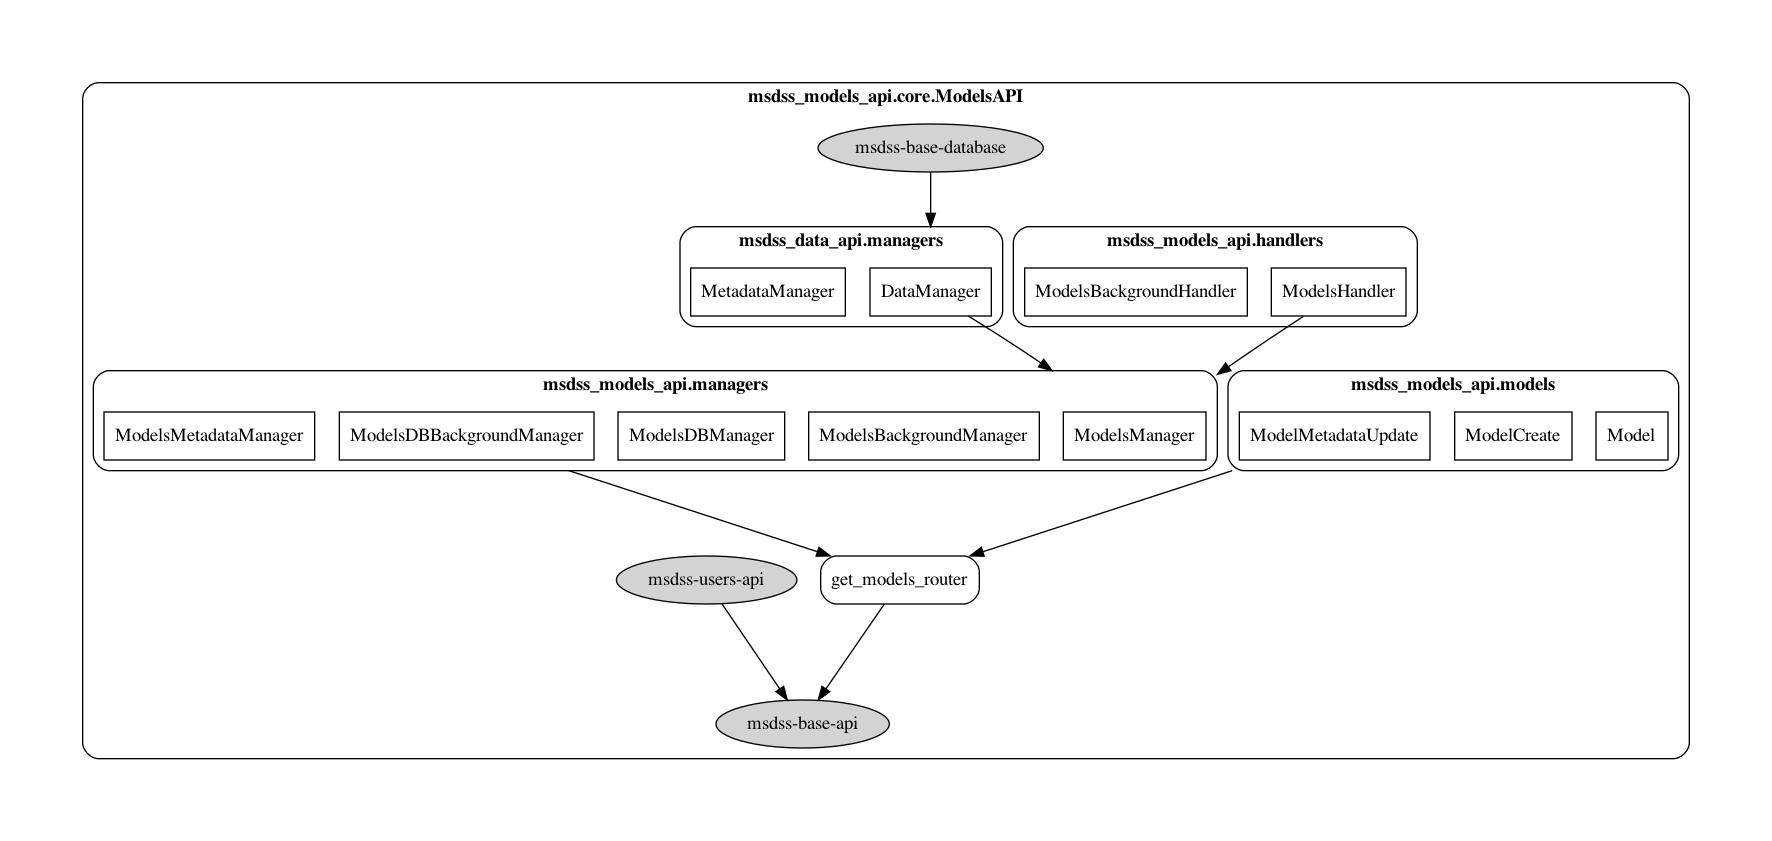 msdss_models_api.core.ModelsAPI
msdss-base-database
msdss_data_api.managers
MetadataManager
DataManager
msdss_models_api.handlers
ModelsBackgroundHandler
ModelsHandler
msdss_models_api.managers
ModelsMetadataManager
ModelsDBBackgroundManager
ModelsDBManager
ModelsBackgroundManager
ModelsManager
msdss_models_api.models
ModelMetadataUpdate
ModelCreate
Model
msdss-users-api
get_models_router
msdss-base-api